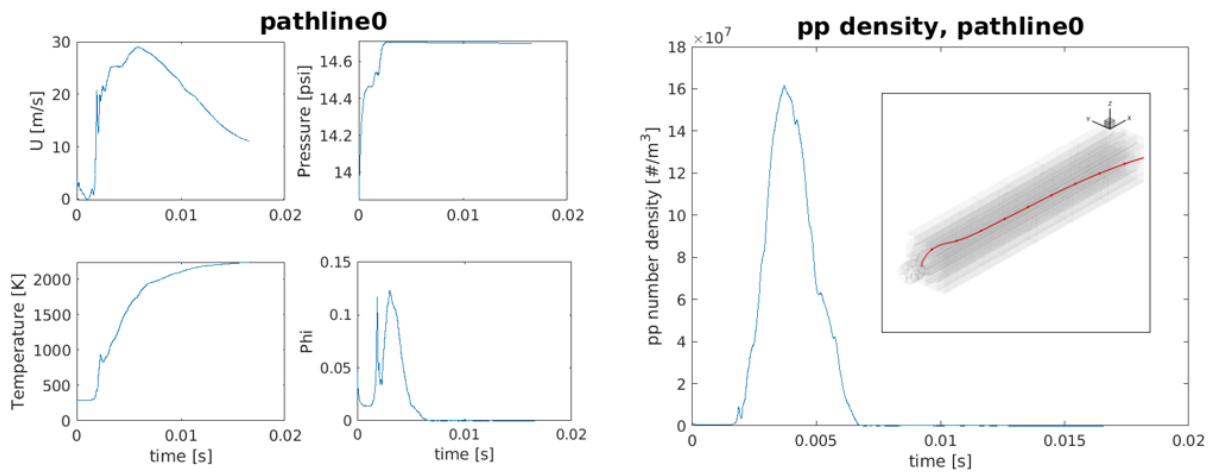 pathline0
30
20
10
0
U [m/s]
0 0.01 0.02
14.6
14.4
14.2
14
Pressure [psi]
0 0.01 0.02
2000
1500
1000
500
0
Temperature [K]
0 0.01 0.02
time [s]
0.15
0.1
0.05
0
Phi
0 0.01 0.02
time [s]
pp density, pathline0
×10⁷
18
16
14
12
10
8
6
4
2
0
pp number density [#/m³]
Z
Y X
0 0.005 0.01 0.015 0.02
time [s]